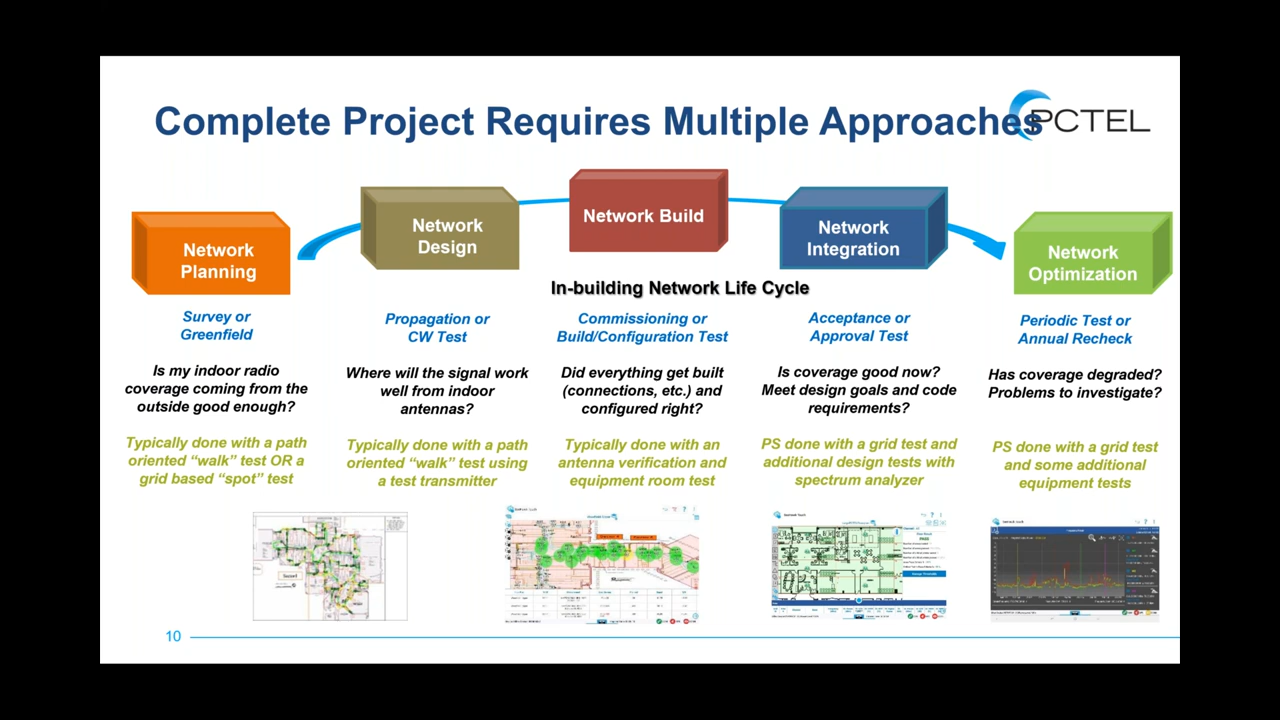 Complete Project Requires Multiple Approaches
PCTEL
Network
Planning
Network
Design
Network Build
Network
Integration
Network
Optimization
In-building Network Life Cycle
Survey or
Greenfield
Is my indoor radio
coverage coming from the
outside good enough?
Typically done with a path
oriented “walk” test OR a
grid based “spot” test
Propagation or
CW Test
Where will the signal work
well from indoor
antennas?
Typically done with a path
oriented “walk” test using
a test transmitter
Commissioning or
Build/Configuration Test
Did everything get built
(connections, etc.) and
configured right?
Typically done with an
antenna verification and
equipment room test
Acceptance or
Approval Test
Is coverage good now?
Meet design goals and code
requirements?
PS done with a grid test and
additional design tests with
spectrum analyzer
Periodic Test or
Annual Recheck
Has coverage degraded?
Problems to investigate?
PS done with a grid test
and some additional
equipment tests
Second
10